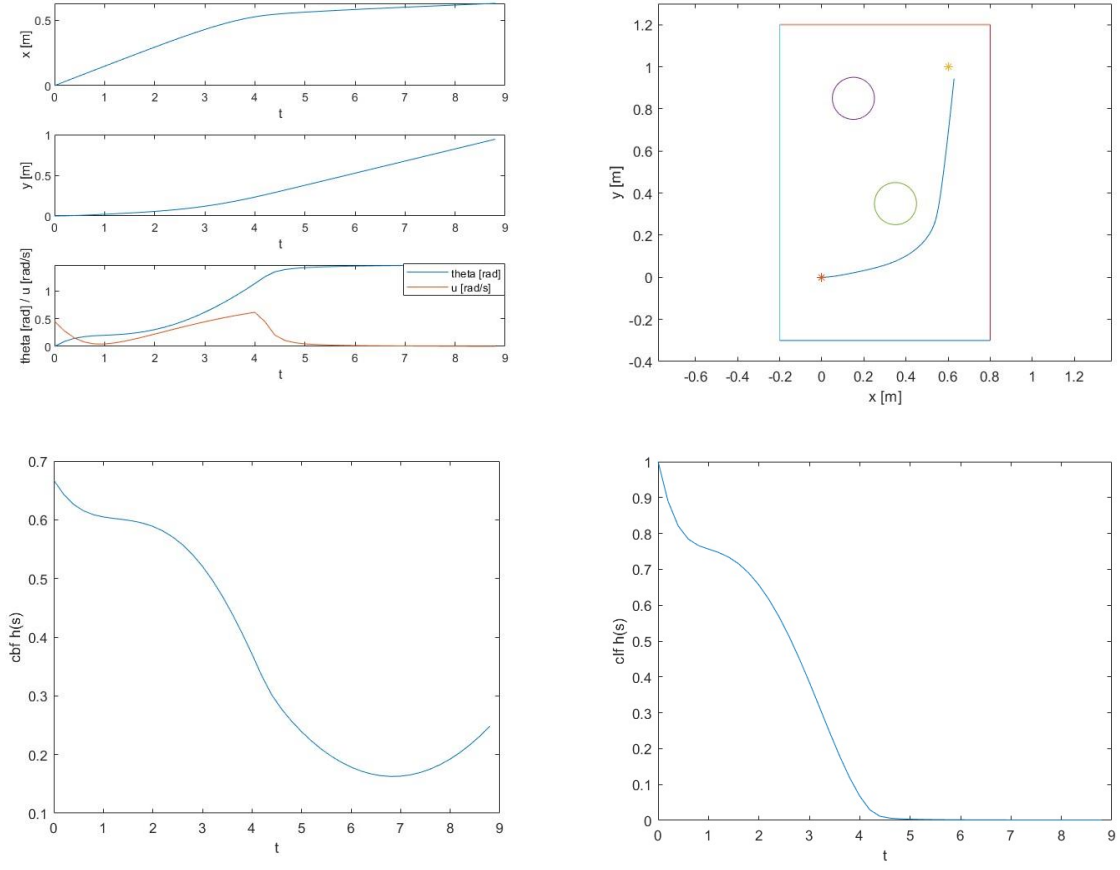 x [m]
0.5
0
0 1 2 3 4 5 6 7 8 9
t
y [m]
1
0.5
0
0 1 2 3 4 5 6 7 8 9
t
theta [rad] / u [rad/s]
1
0.5
0
theta [rad]
u [rad/s]
0 1 2 3 4 5 6 7 8 9
t
y [m]
1.2
1
0.8
0.6
0.4
0.2
0
-0.2
-0.4
-0.6 -0.4 -0.2 0 0.2 0.4 0.6 0.8 1 1.2
x [m]
cbf h(s)
0.7
0.6
0.5
0.4
0.3
0.2
0.1
0 1 2 3 4 5 6 7 8 9
t
clf h(s)
1
0.9
0.8
0.7
0.6
0.5
0.4
0.3
0.2
0.1
0
0 1 2 3 4 5 6 7 8 9
t